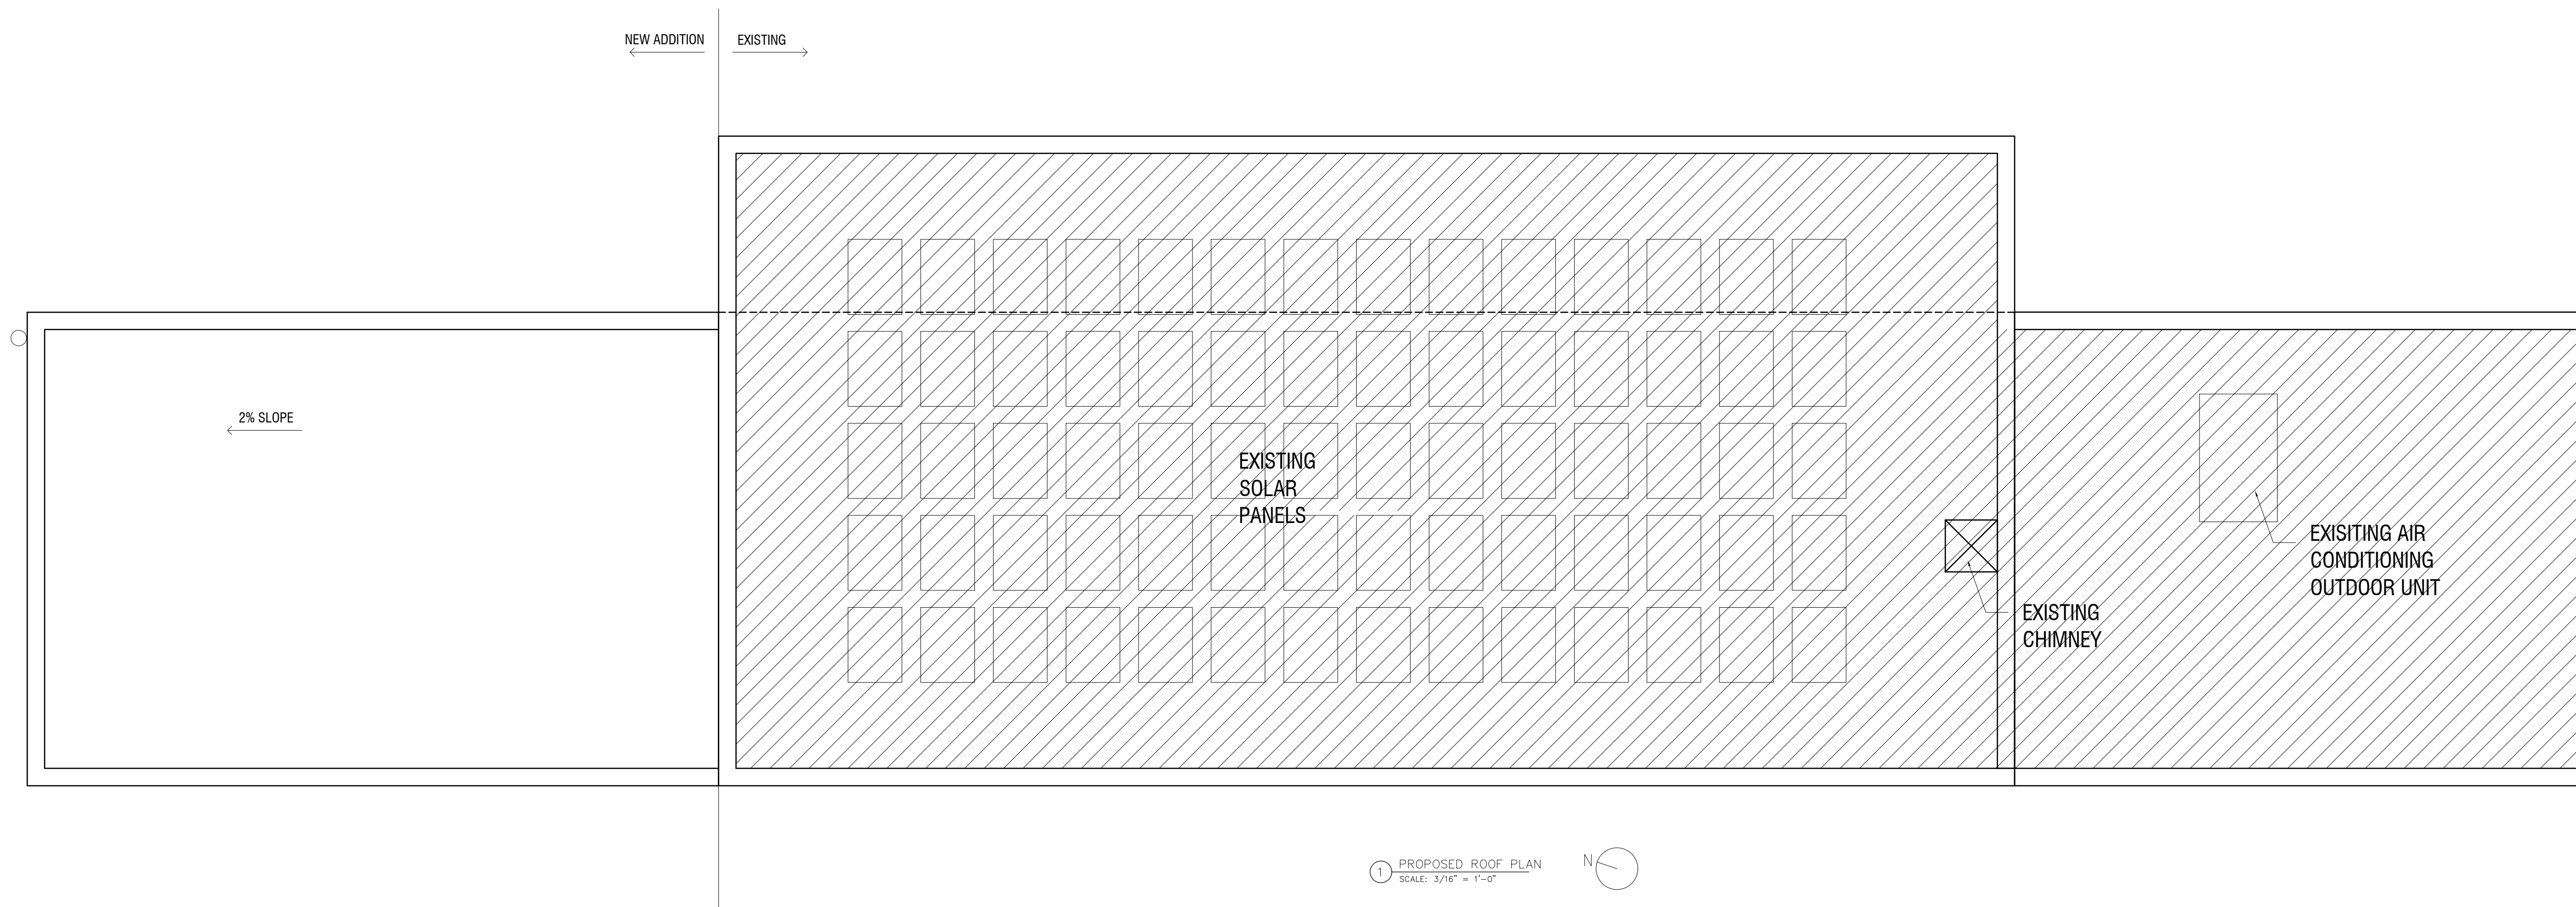 NEW ADDITION
EXISTING
2% SLOPE
EXISTING
SOLAR
PANELS
EXISITING AIR
CONDITIONING
OUTDOOR UNIT
EXISTING
CHIMNEY
1
PROPOSED ROOF PLAN
SCALE: 3/16" = 1'-0"
N